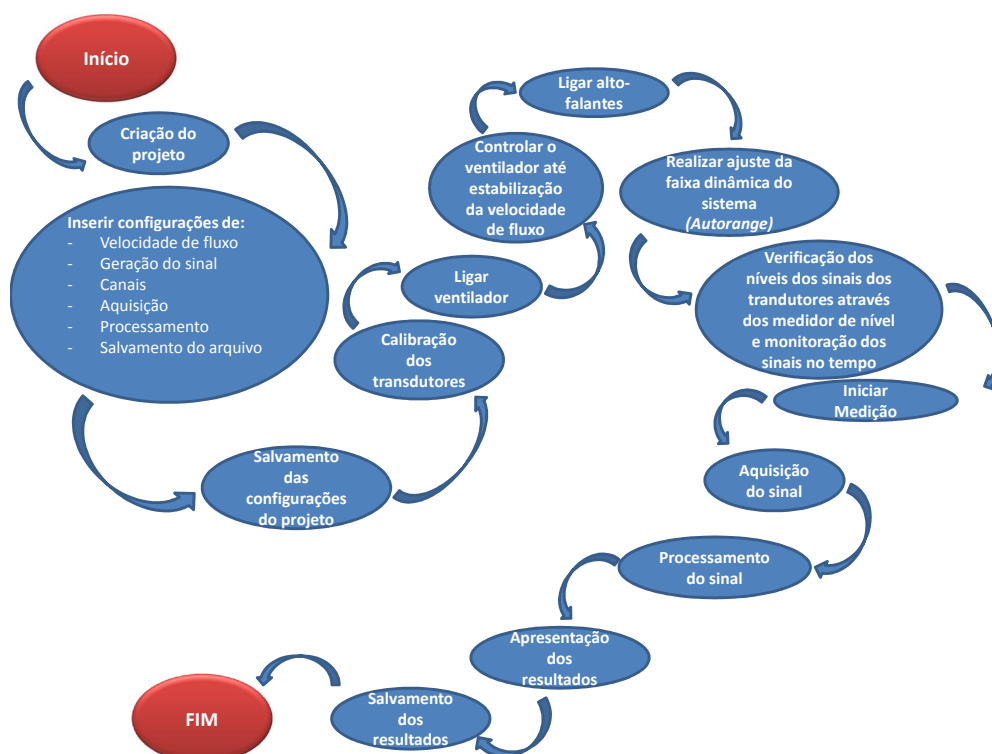 Início
Criação do
projeto
Inserir configurações de:
- Velocidade de fluxo
- Geração do sinal
- Canais
- Aquisição
- Processamento
- Salvamento do arquivo
Salvamento
das
configurações
do projeto
Calibração
dos
transdutores
Ligar
ventilador
Controlar o
ventilador até
estabilização
da velocidade
de fluxo
Ligar alto-
falantes
Realizar ajuste da
faixa dinâmica do
sistema
(Autorange)
Verificação dos
níveis dos sinais dos
trandutores através
dos medidor de nível
e monitoração dos
sinais no tempo
Iniciar
Medição
Aquisição
do sinal
Processamento
do sinal
Apresentação
dos
resultados
Salvamento
dos
resultados
FIM